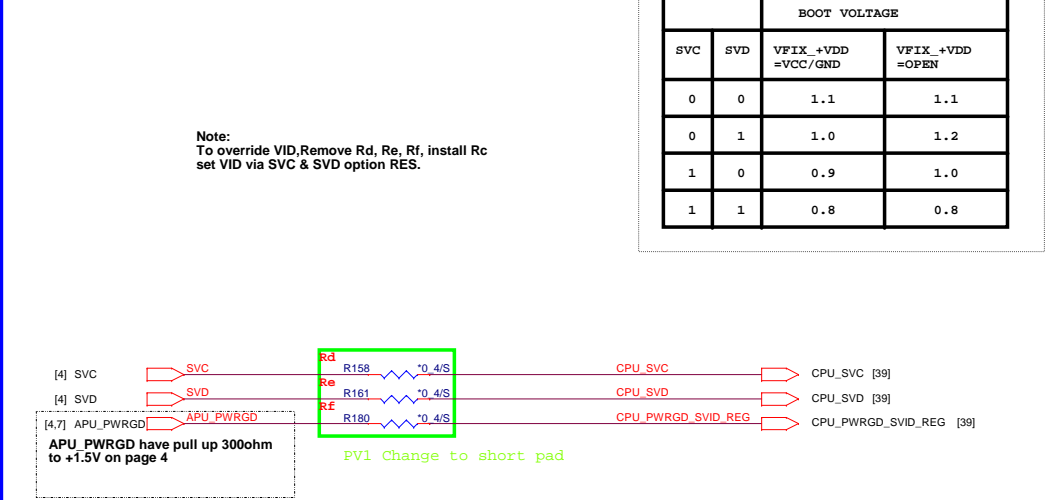 BOOT VOLTAGE
SVC SVD VFIX_+VDD VFIX_+VDD
=VCC/GND =OPEN
0 0 1.1 1.1
0 1 1.0 1.2
1 0 0.9 1.0
1 1 0.8 0.8
Note:
To override VID,Remove Rd, Re, Rf, install Rc
set VID via SVC & SVD option RES.
Rd
[4] SVC SVC R158 *0_4/S CPU_SVC CPU_SVC [39]
Re
[4] SVD SVD R161 *0_4/S CPU_SVD CPU_SVD [39]
Rf
[4,7] APU_PWRGD APU_PWRGD R180 *0_4/S CPU_PWRGD_SVID_REG CPU_PWRGD_SVID_REG [39]
APU_PWRGD have pull up 300ohm
to +1.5V on page 4
PV1 Change to short pad